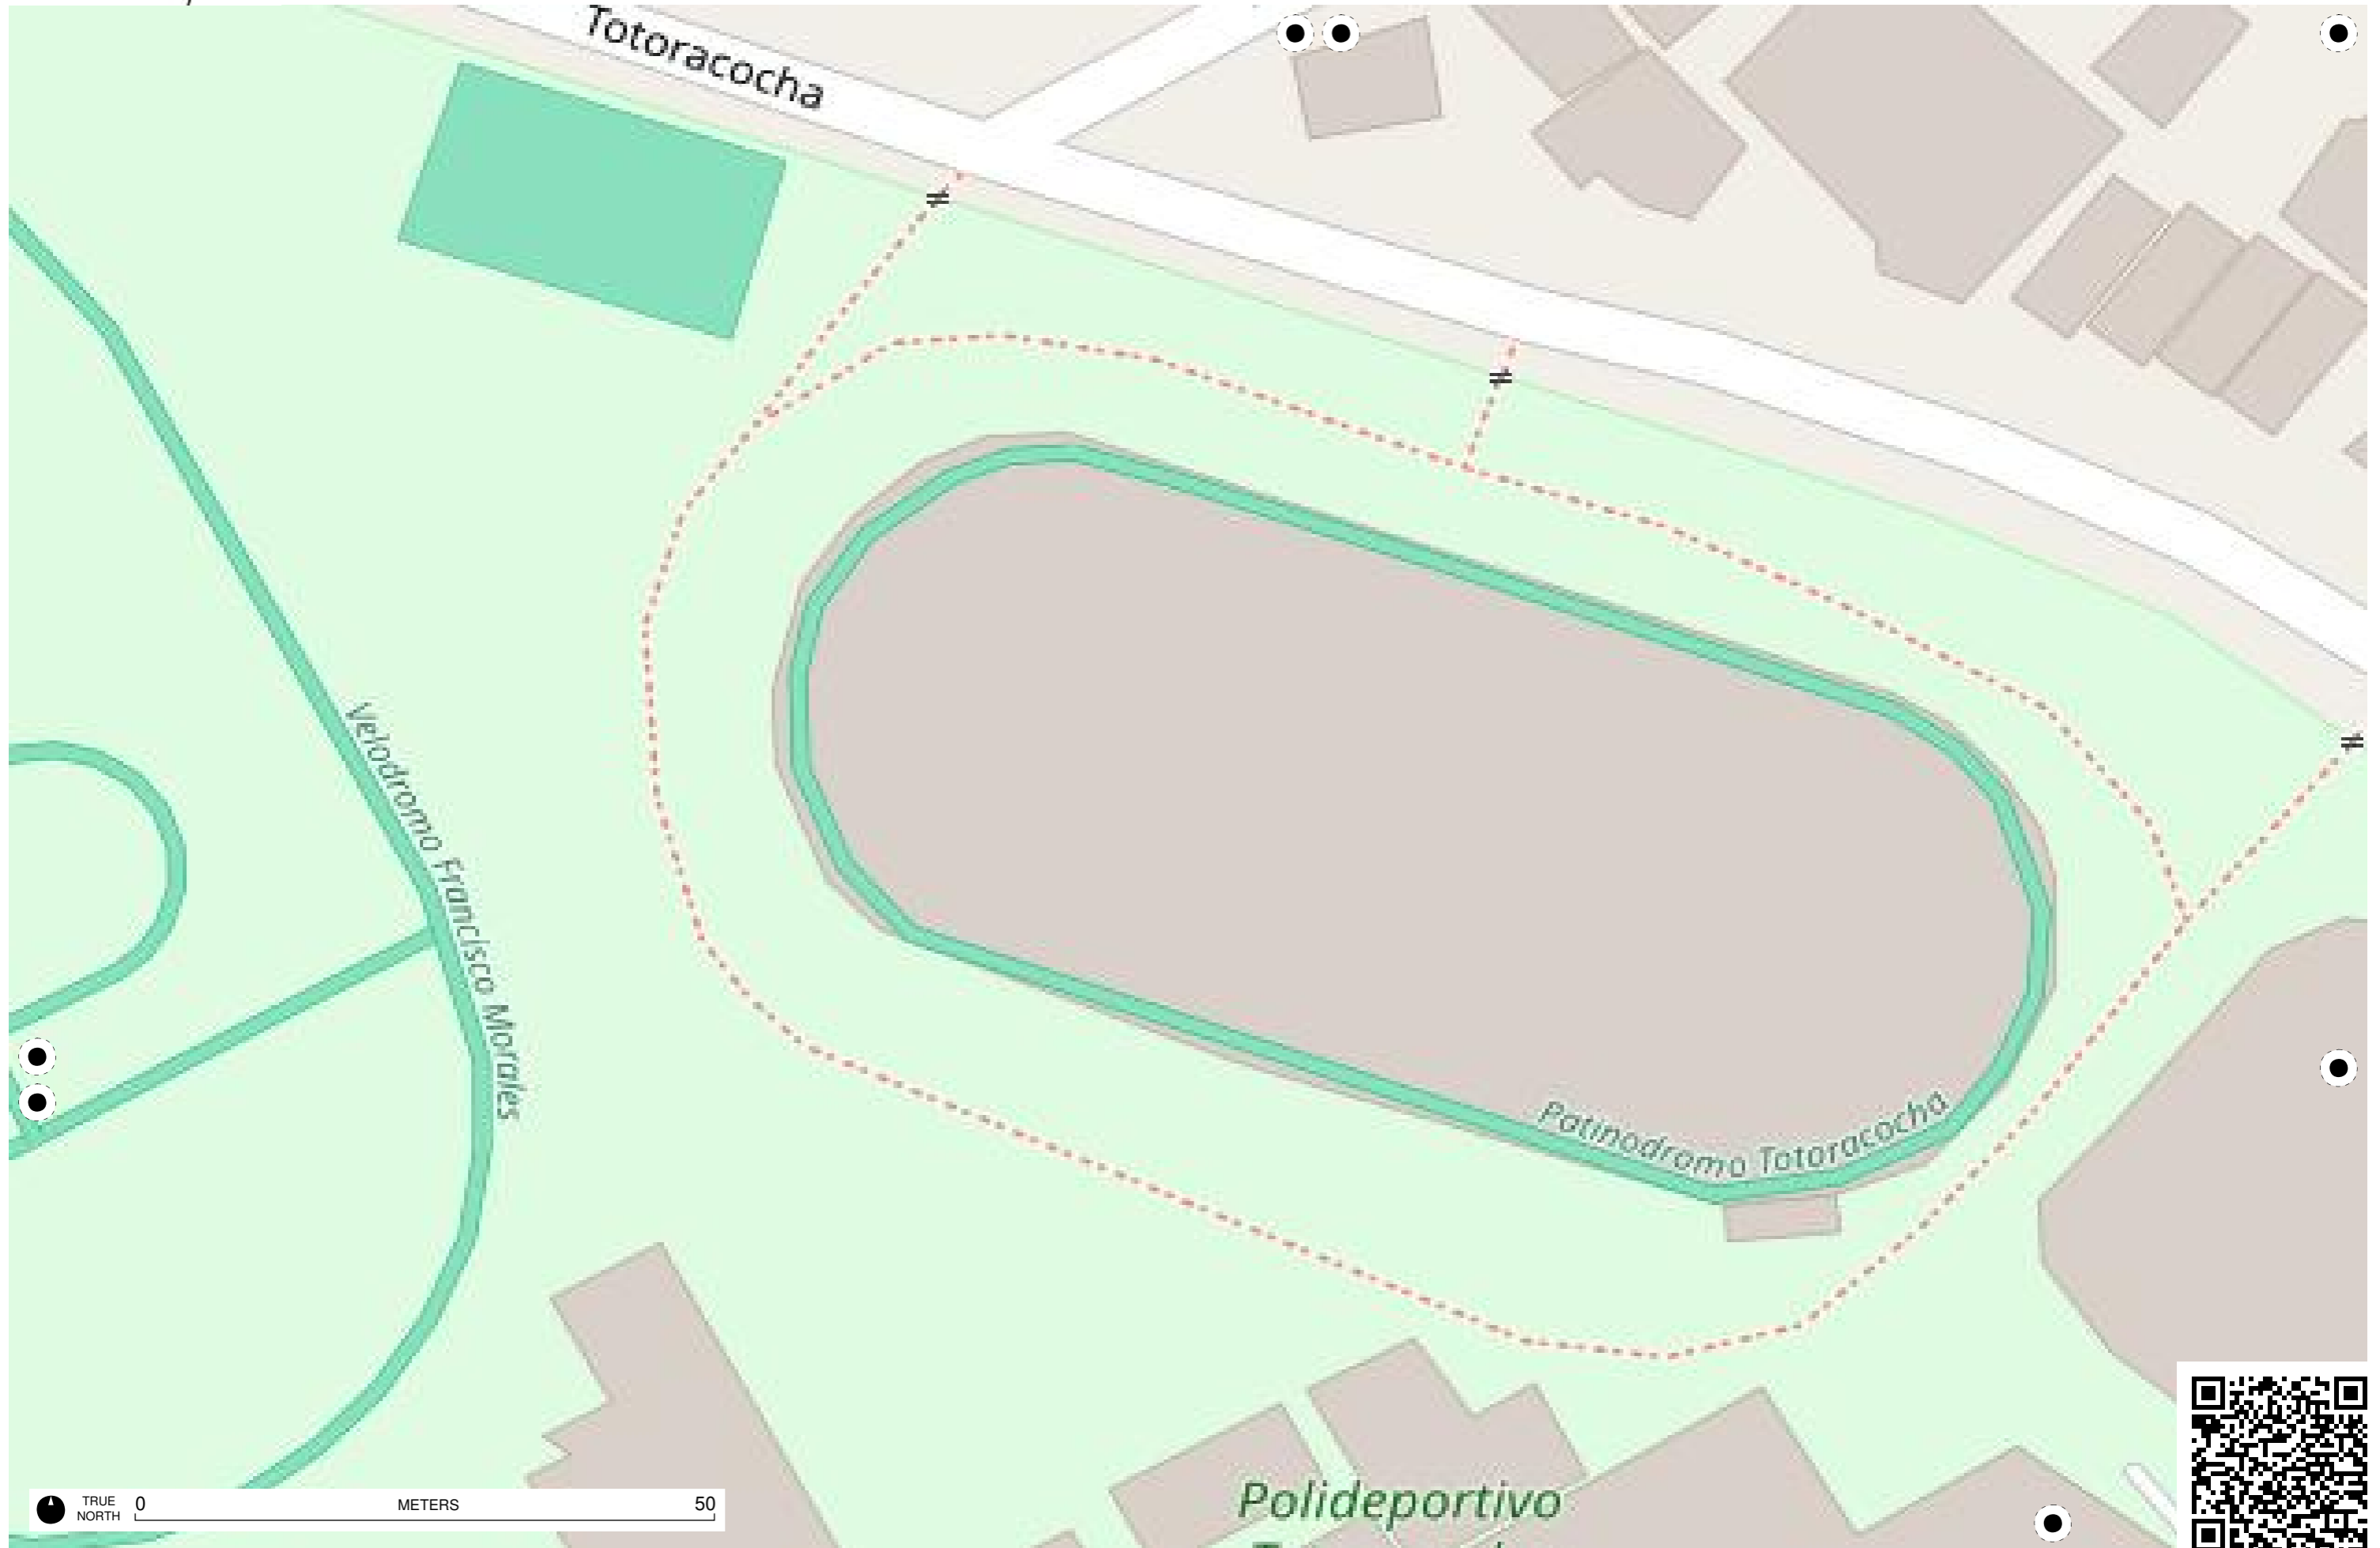 Totoracocha
Velodromo Francisco Morales
Patinodromo Totoracocha
Polideportivo
TRUE
NORTH
0 METERS 50